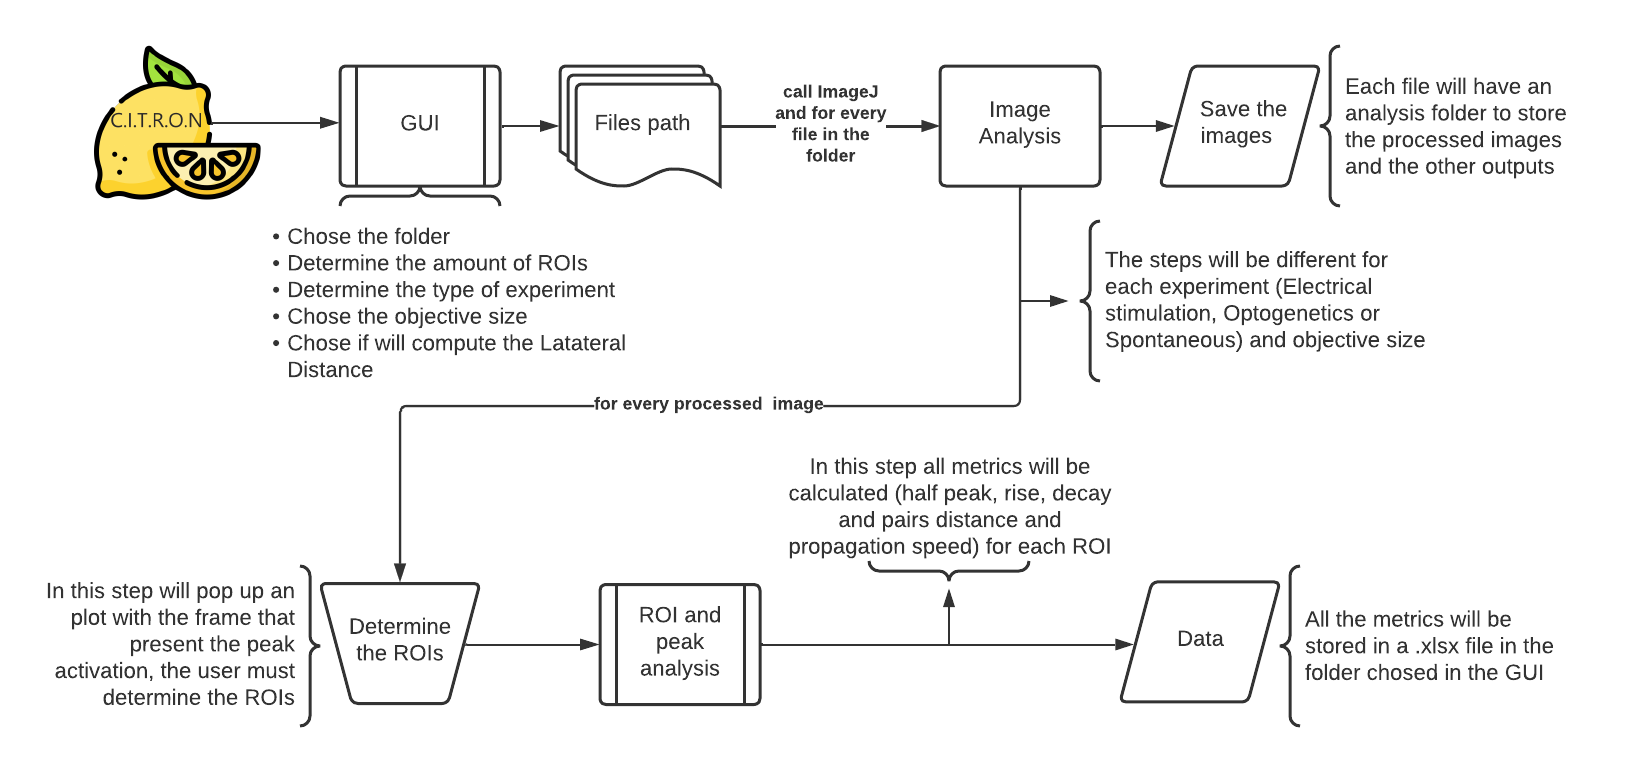 C.I.T.R.O.N
GUI
Files path
call ImageJ
and for every
file in the
folder
Image
Analysis
Save the
images
Each file will have an
analysis folder to store
the processed images
and the other outputs
• Chose the folder
• Determine the amount of ROIs
• Determine the type of experiment
• Chose the objective size
• Chose if will compute the Latateral
Distance
The steps will be different for
each experiment (Electrical
stimulation, Optogenetics or
Spontaneous) and objective size
for every processed image
In this step all metrics will be
calculated (half peak, rise, decay
and pairs distance and
propagation speed) for each ROI
In this step will pop up an
plot with the frame that
present the peak
activation, the user must
determine the ROIs
Determine
the ROIs
ROI and
peak
analysis
Data
All the metrics will be
stored in a .xlsx file in the
folder chosed in the GUI